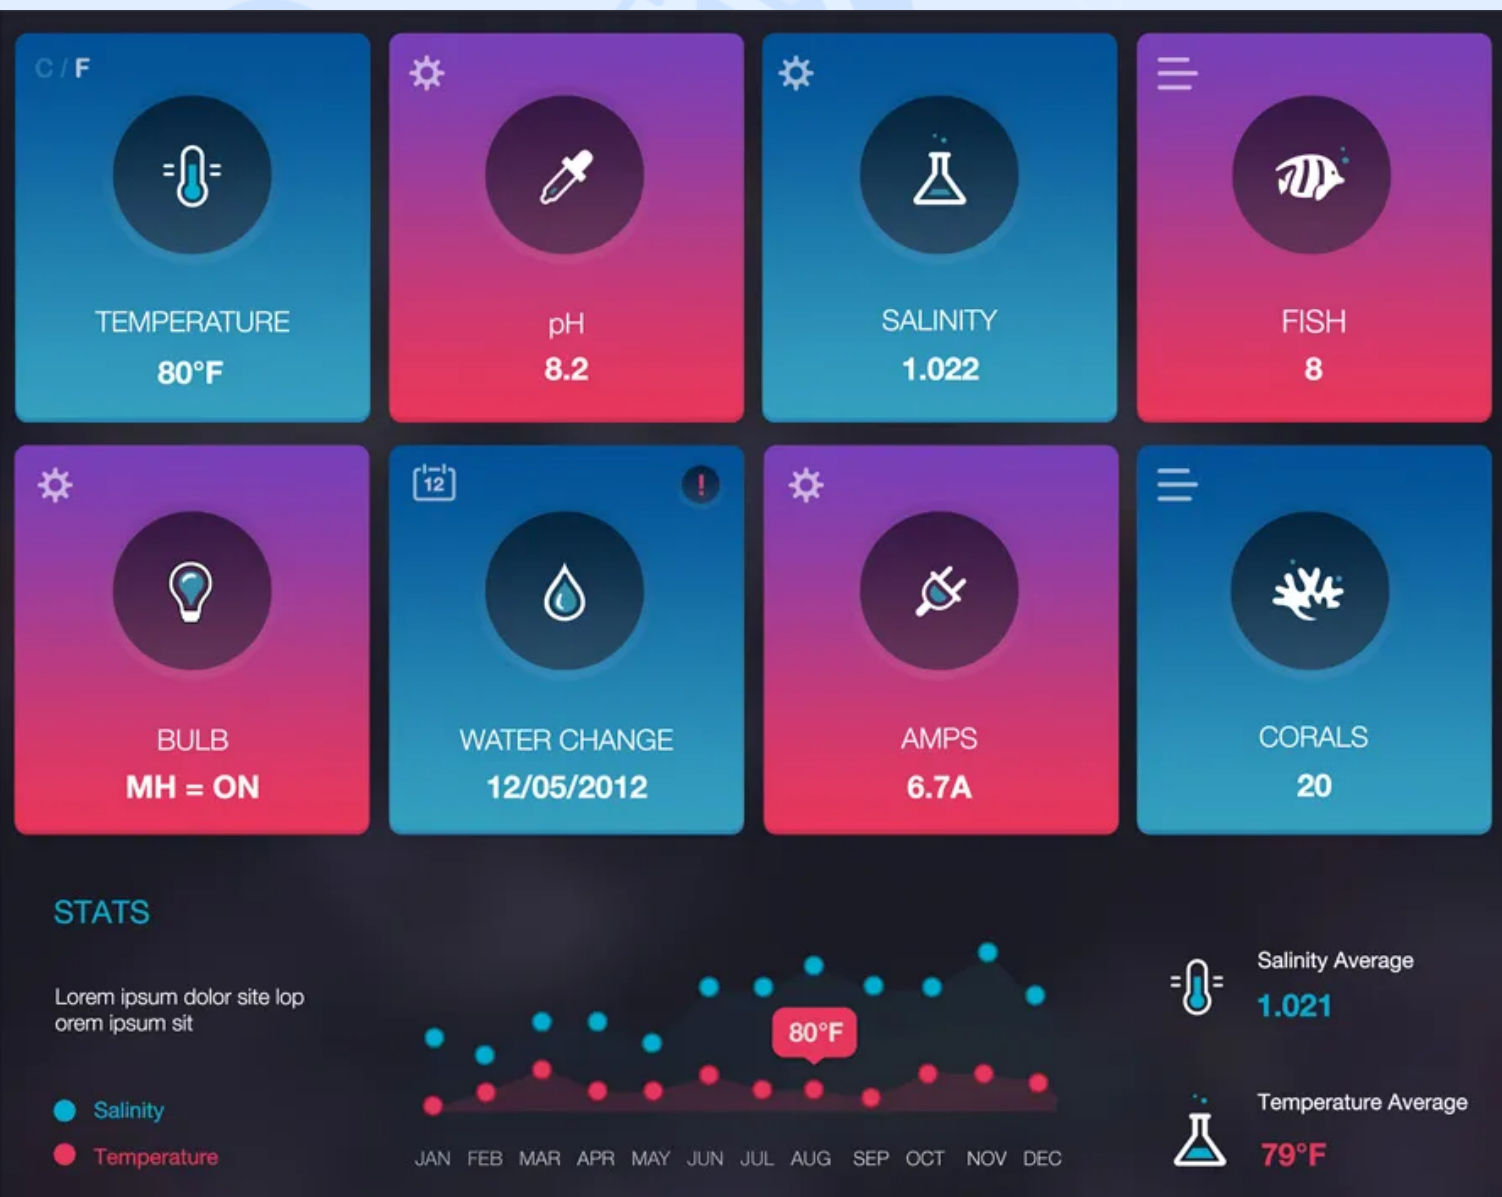 C / F
TEMPERATURE
80°F
pH
8.2
SALINITY
1.022
FISH
8
BULB
MH = ON
12
!
WATER CHANGE
12/05/2012
AMPS
6.7A
CORALS
20
STATS
Lorem ipsum dolor site lop
orem ipsum sit
Salinity
Temperature
80°F
JAN FEB MAR APR MAY JUN JUL AUG SEP OCT NOV DEC
Salinity Average
1.021
Temperature Average
79°F